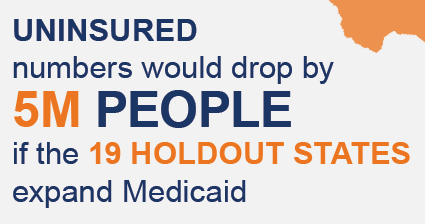 UNINSURED
numbers would drop by
5M PEOPLE
if the 19 HOLDOUT STATES
expand Medicaid